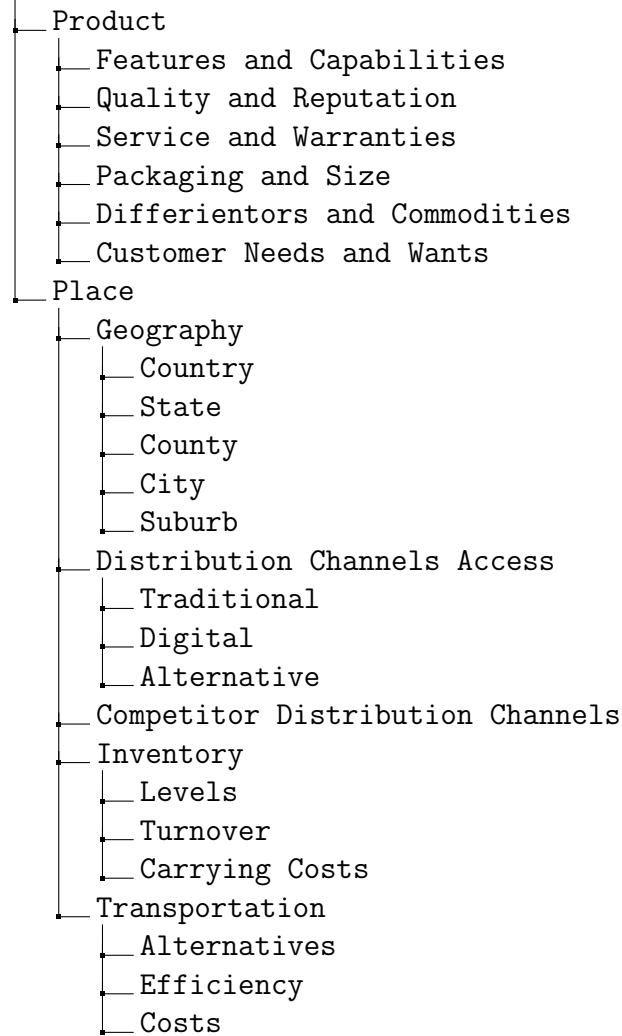 Product
Features and Capabilities
Quality and Reputation
Service and Warranties
Packaging and Size
Differientors and Commodities
Customer Needs and Wants
Place
Geography
Country
State
County
City
Suburb
Distribution Channels Access
Traditional
Digital
Alternative
Competitor Distribution Channels
Inventory
Levels
Turnover
Carrying Costs
Transportation
Alternatives
Efficiency
Costs